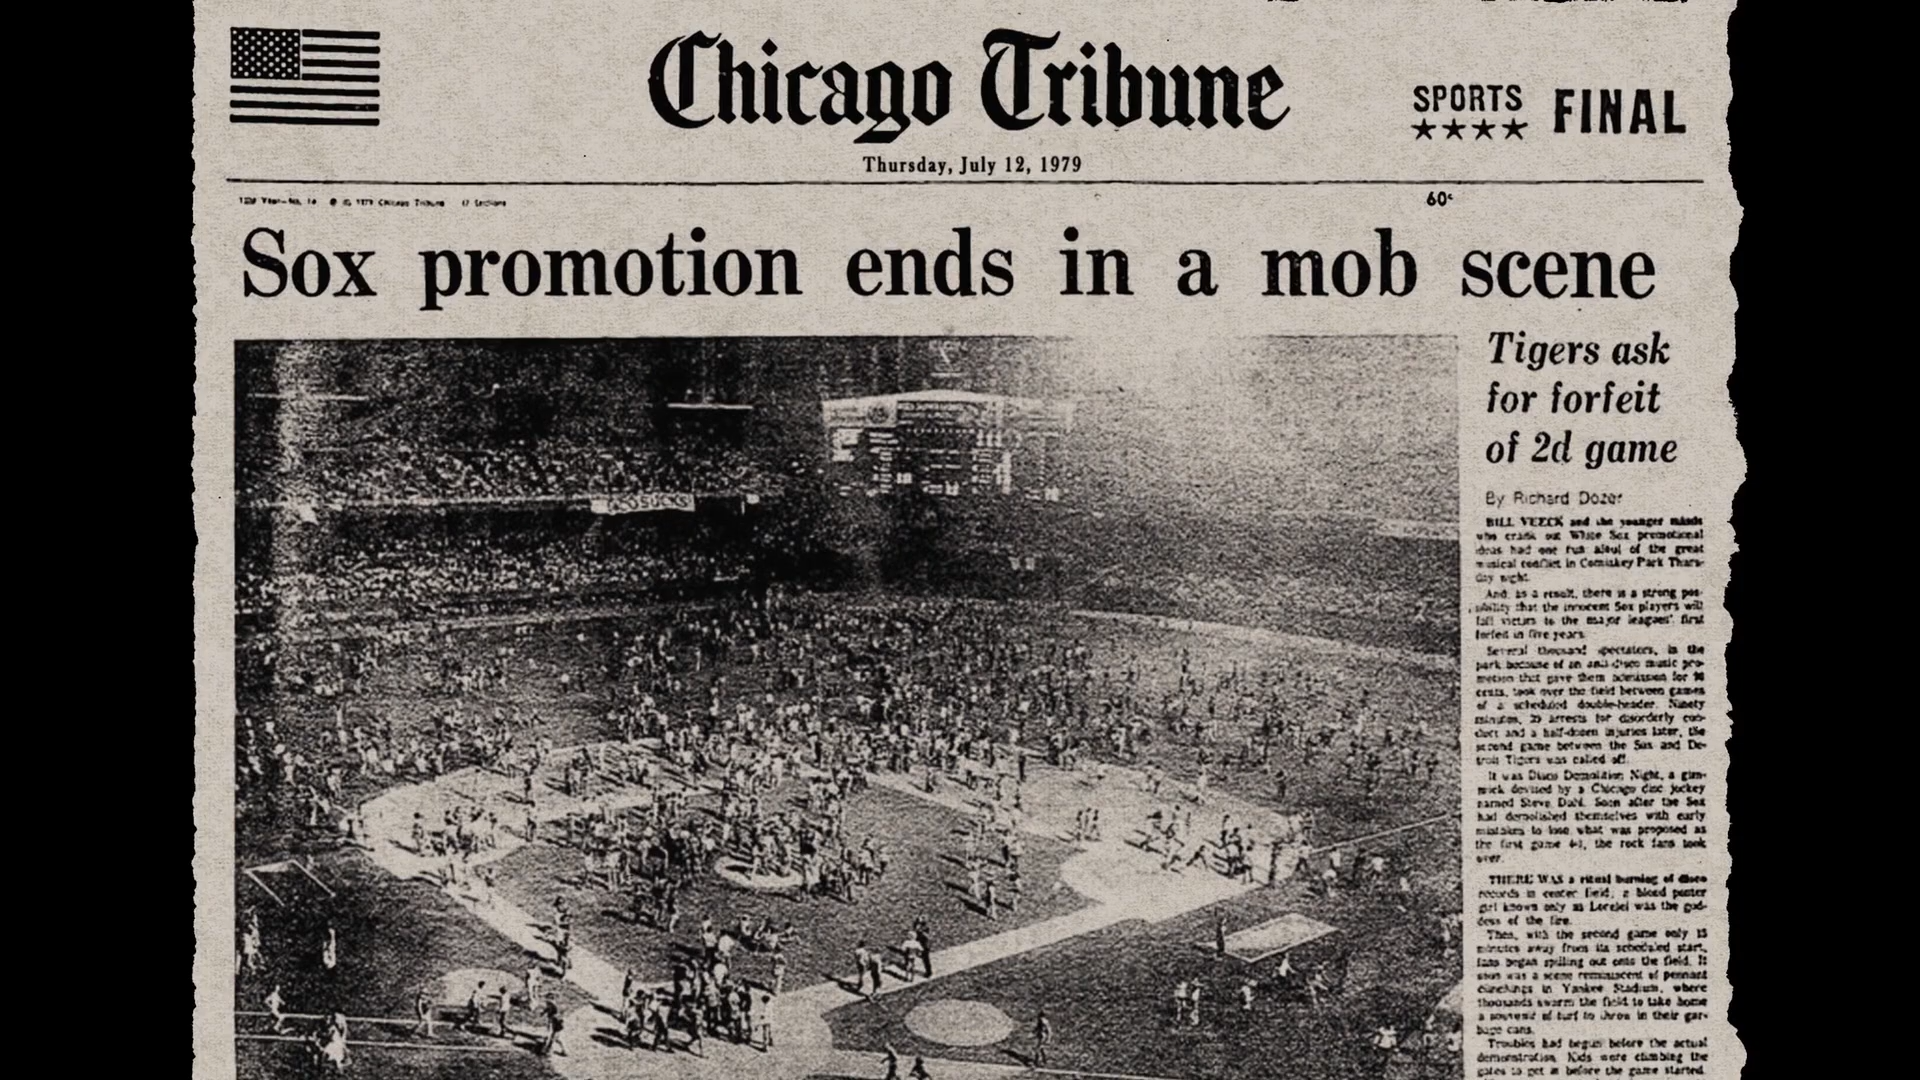 Chicago Tribune
SPORTS
★★★★
FINAL
Thursday, July 12, 1979
60¢
Sox promotion ends in a mob scene
Tigers ask
for forfeit
of 2d game
By Richard Dozer
BILL VEECK and the younger minds
who crank out White Sox promotional
ideas had one run afoul of the great
musical conflict in Comiskey Park Thurs-
day night.
And, as a result, there is a strong pos-
sibility that the innocent Sox players will
fall victim to the major leagues' first
forfeit in five years.
Several thousand spectators, in the
park because of an anti-disco music pro-
motion that gave them admission for
cents, took over the field between games
of a scheduled double-header. Ninety
minutes, arrests for disorderly con-
duct and a half-dozen injuries later, the
second game between the Sox and De-
troit Tigers was called off.
It was Disco Demolition Night, a gim-
mick devised by a Chicago disc jockey
named Steve Dahl. Soon after the Sox
had demolished themselves with early
mistakes to lose what was proposed as
the first game the rock fans took
over.
THERE WAS a ritual burning of disco
records in center field; a blond poster
girl known only as Lorelei was the god-
dess of the fire.
Then, with the second game only 15
minutes away from its scheduled start,
fans began spilling out onto the field. It
soon was a scene reminiscent of pennant
clinchings in Yankee Stadium, where
thousands swarm the field to take home
a souvenir of turf to throw in their gar-
bage cans.
Troubles had begun before the actual
demonstration. Kids were climbing the
gates to get in before the game started.